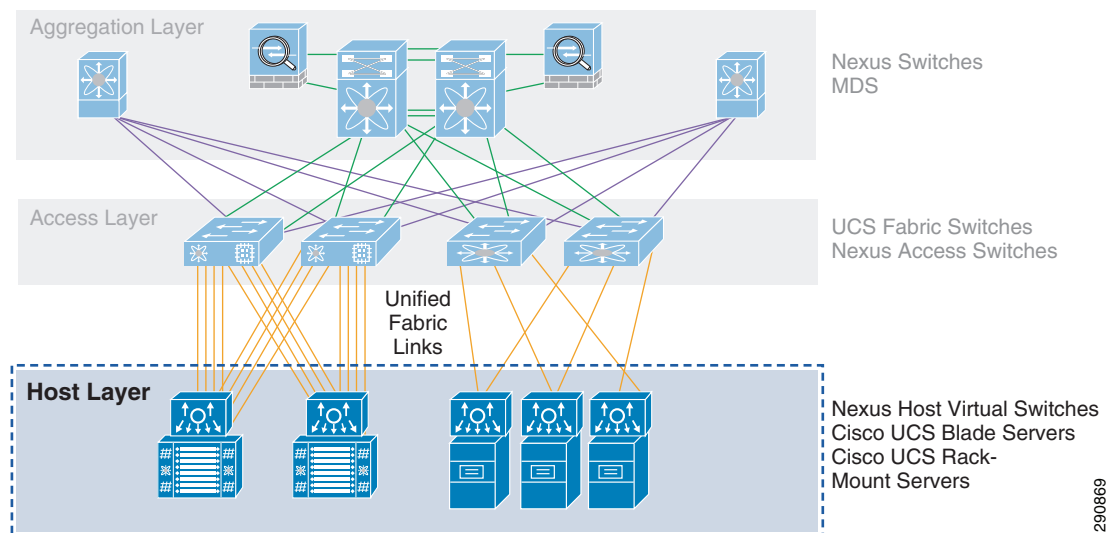 Aggregation Layer
Nexus Switches
MDS
Access Layer
UCS Fabric Switches
Nexus Access Switches
Unified
Fabric
Links
Host Layer
Nexus Host Virtual Switches
Cisco UCS Blade Servers
Cisco UCS Rack-
Mount Servers
290869